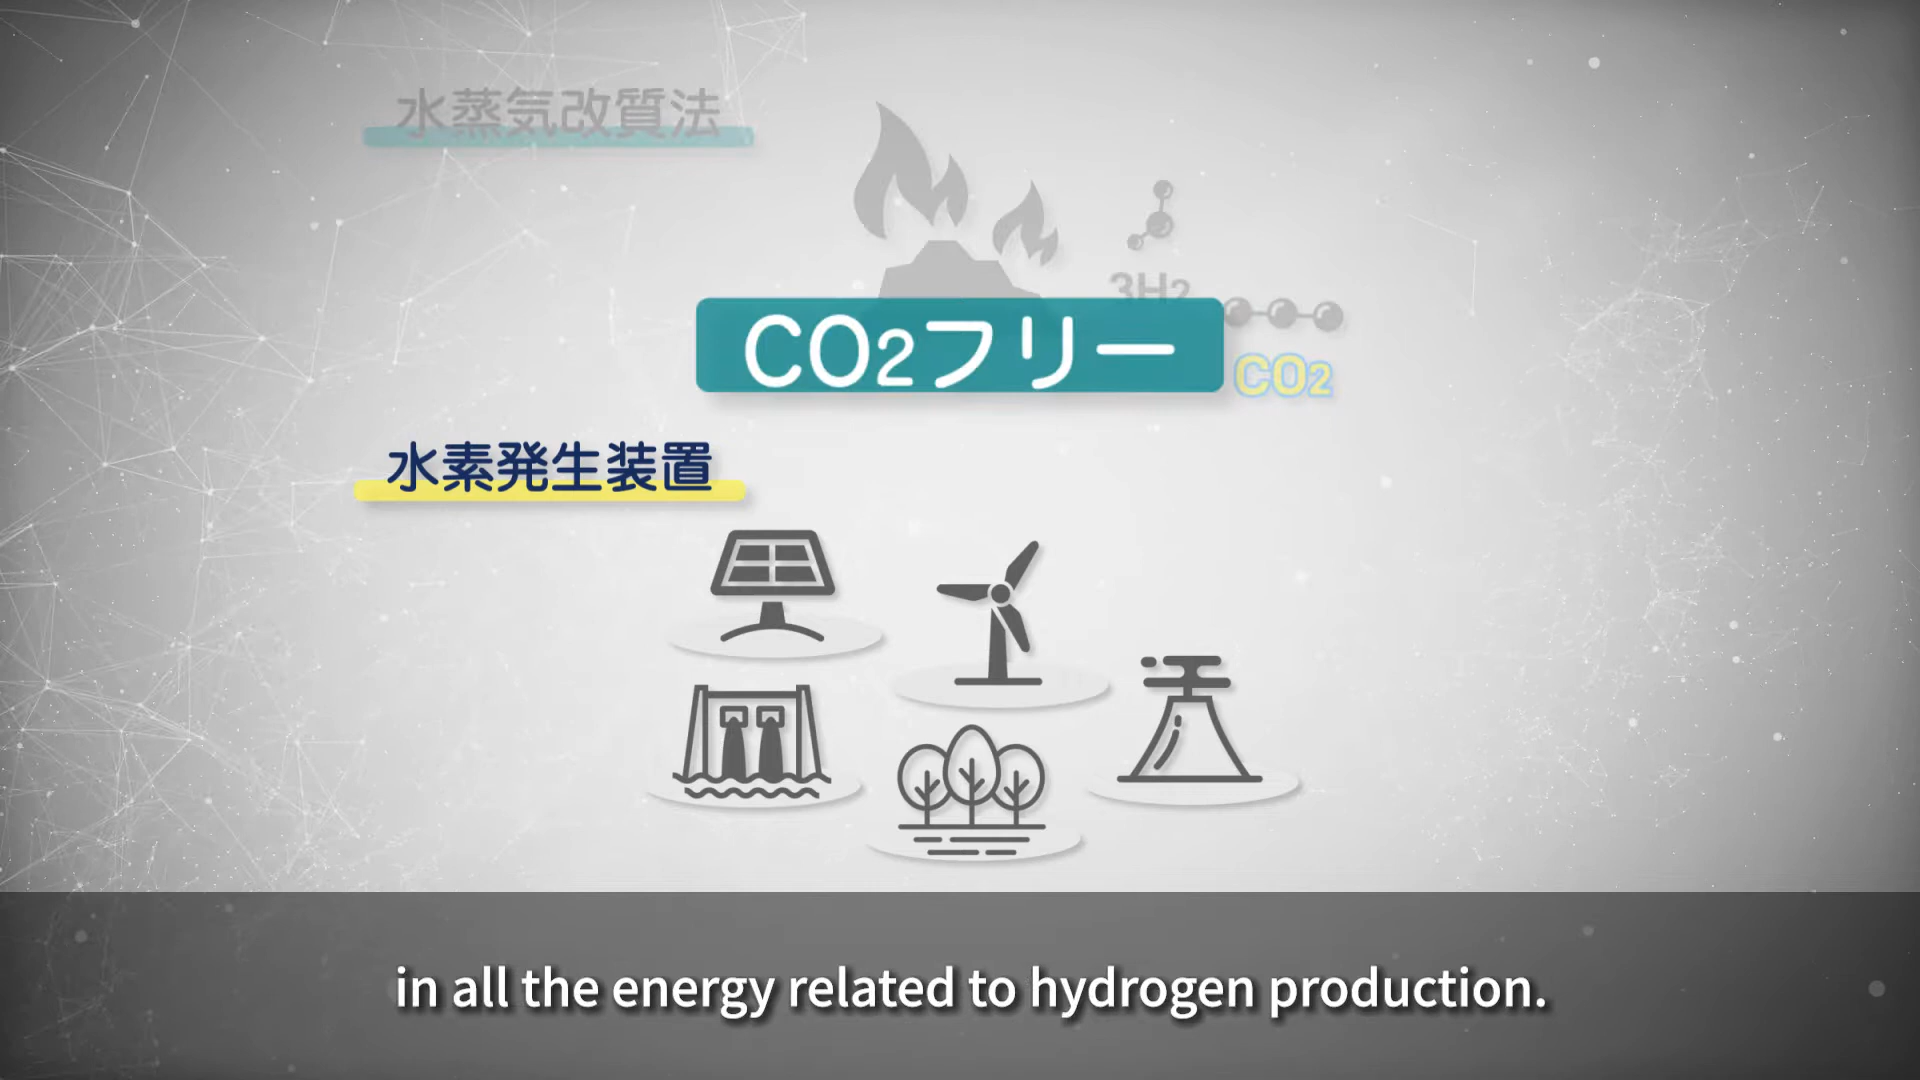 水蒸気改質法
3H2
CO2フリー
CO2
水素発生装置
in all the energy related to hydrogen production.